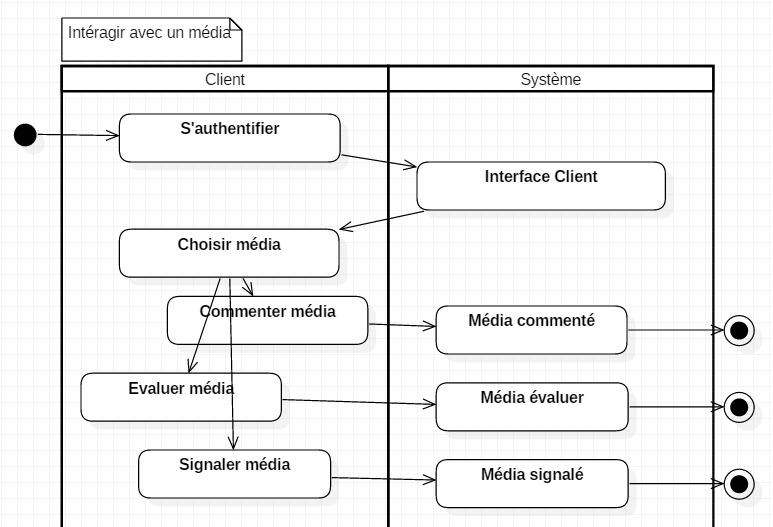 Intéragir avec un média
Client
Système
S'authentifier
Interface Client
Choisir média
Commenter média
Média commenté
Evaluer média
Média évaluer
Signaler média
Média signalé